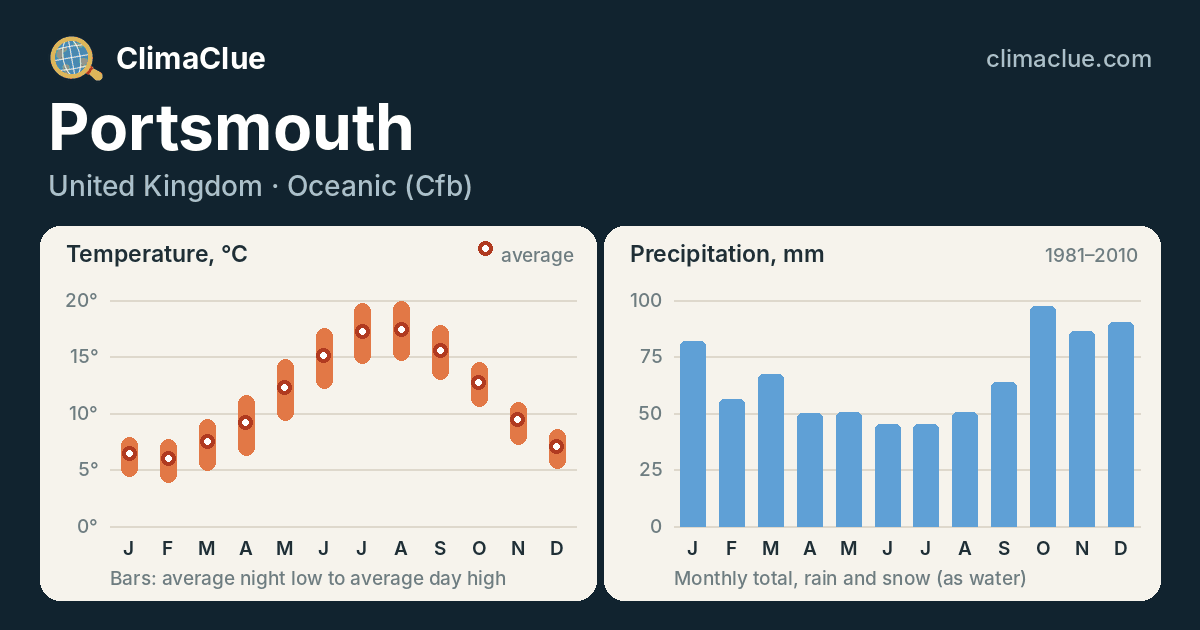 ClimaClue
climaclue.com
Portsmouth
United Kingdom · Oceanic (Cfb)
Temperature, °C
average
20°
15°
10°
5°
0°
J F M A M J J A S O N D
Bars: average night low to average day high
Precipitation, mm
1981–2010
100
75
50
25
0
J F M A M J J A S O N D
Monthly total, rain and snow (as water)